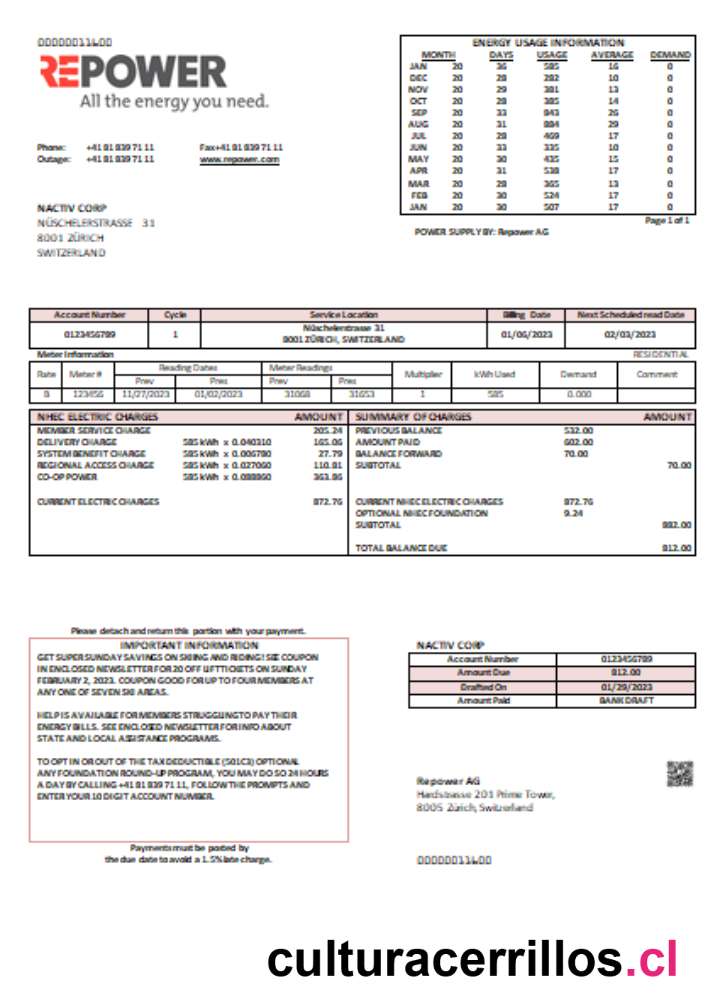 00000011600
REPOWER
All the energy you need.
Phone: +41 81 839 71 11 Fax+41 81 839 71 11
Outage: +41 81 839 71 11 www.repower.com
NACTIV CORP
NÜSCHELERSTRASSE 31
8001 ZÜRICH
SWITZERLAND
ENERGY USAGE INFORMATION
MONTH DAYS USAGE AVERAGE DEMAND
JAN 20 36 585 16 0
DEC 20 28 282 10 0
NOV 20 29 381 13 0
OCT 20 28 385 14 0
SEP 20 33 843 26 0
AUG 20 31 884 29 0
JUL 20 28 469 17 0
JUN 20 33 335 10 0
MAY 20 30 435 15 0
APR 20 31 538 17 0
MAR 20 28 365 13 0
FEB 20 30 524 17 0
JAN 20 30 507 17 0
Page 1 of 1
POWER SUPPLY BY: Repower AG
Account Number Cycle Service Location Billing Date Next Scheduled read Date
0123456789 1 Nüschelerstrasse 31 01/06/2023 02/03/2023
8001 ZÜRICH, SWITZERLAND
Meter Information RESIDENTIAL
Rate Meter # Reading Dates Meter Readings Multiplier kWh Used Demand Comment
Prev Pres Prev Pres
B 123456 11/27/2023 01/02/2023 31068 31653 1 585 0.000
NHEC ELECTRIC CHARGES AMOUNT
MEMBER SERVICE CHARGE 205.24
DELIVERY CHARGE 585 kWh x 0.040310 165.06
SYSTEM BENEFIT CHARGE 585 kWh x 0.006780 27.79
REGIONAL ACCESS CHARGE 585 kWh x 0.027060 110.81
CO-OP POWER 585 kWh x 0.088860 363.86
CURRENT ELECTRIC CHARGES 872.76
SUMMARY OF CHARGES AMOUNT
PREVIOUS BALANCE 532.00
AMOUNT PAID 602.00
BALANCE FORWARD 70.00
SUBTOTAL 70.00
CURRENT NHEC ELECTRIC CHARGES 872.76
OPTIONAL NHEC FOUNDATION 9.24
SUBTOTAL 882.00
TOTAL BALANCE DUE 812.00
Please detach and return this portion with your payment.
IMPORTANT INFORMATION
GET SUPER SUNDAY SAVINGS ON SKIING AND RIDING! SEE COUPON
IN ENCLOSED NEWSLETTER FOR 20 OFF LIFT TICKETS ON SUNDAY
FEBRUARY 2, 2023. COUPON GOOD FOR UP TO FOUR MEMBERS AT
ANY ONE OF SEVEN SKI AREAS.
HELP IS AVAILABLE FOR MEMBERS STRUGGLING TO PAY THEIR
ENERGY BILLS. SEE ENCLOSED NEWSLETTER FOR INFO ABOUT
STATE AND LOCAL ASSISTANCE PROGRAMS.
TO OPT IN OR OUT OF THE TAX DEDUCTIBLE (501C3) OPTIONAL
ANY FOUNDATION ROUND-UP PROGRAM, YOU MAY DO SO 24 HOURS
A DAY BY CALLING +41 81 839 71 11, FOLLOW THE PROMPTS AND
ENTER YOUR 10 DIGIT ACCOUNT NUMBER.
Payments must be posted by
the due date to avoid a 1.5% late charge.
NACTIV CORP
Account Number 0123456789
Amount Due 812.00
Drafted On 01/29/2023
Amount Paid BANK DRAFT
Repower AG
Hardstrasse 201 Prime Tower,
8005 Zürich, Switzerland
00000011600
culturacerrillos.cl